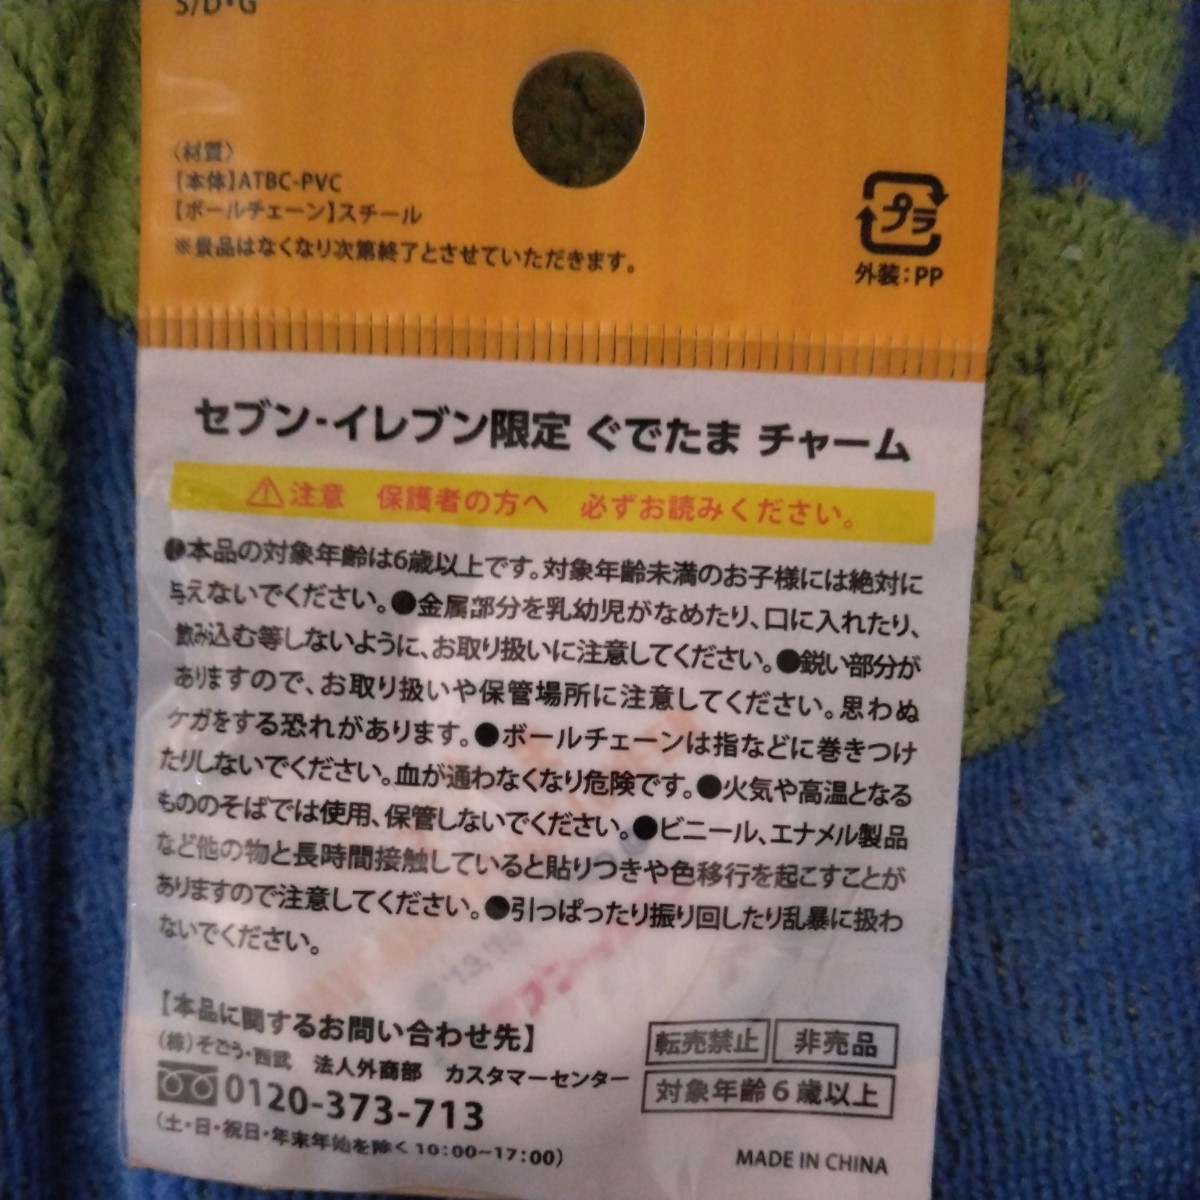 S/D・G
〈材質〉
【本体】ATBC-PVC
【ボールチェーン】スチール
※景品はなくなり次第終了とさせていただきます。
プラ
外装：PP
セブン-イレブン限定 ぐでたま チャーム
⚠注意　保護者の方へ　必ずお読みください。
●本品の対象年齢は6歳以上です。対象年齢未満のお子様には絶対に
与えないでください。●金属部分を乳幼児がなめたり、口に入れたり、
飲み込む等しないように、お取り扱いに注意してください。●鋭い部分が
ありますので、お取り扱いや保管場所に注意してください。思わぬ
ケガをする恐れがあります。●ボールチェーンは指などに巻きつけ
たりしないでください。血が通わなくなり危険です。●火気や高温となる
もののそばでは使用、保管しないでください。●ビニール、エナメル製品
など他の物と長時間接触していると貼りつきや色移行を起こすことが
ありますので注意してください。●引っぱったり振り回したり乱暴に扱わ
ないでください。
【本品に関するお問い合わせ先】
（株）そごう・西武　法人外商部　カスタマーセンター
0120-373-713
（土・日・祝日・年末年始を除く 10:00~17:00）
転売禁止 非売品
対象年齢6歳以上
MADE IN CHINA